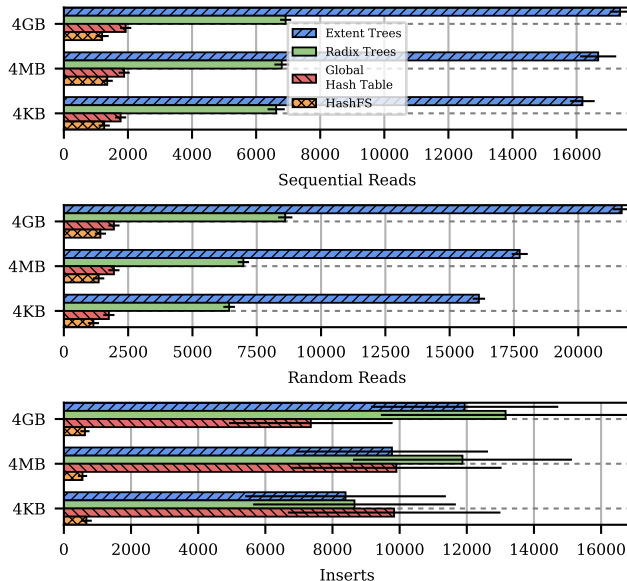 4GB
4MB
4KB
Extent Trees
Radix Trees
Global
Hash Table
HashFS
0 2000 4000 6000 8000 10000 12000 14000 16000
Sequential Reads
4GB
4MB
4KB
0 2500 5000 7500 10000 12500 15000 17500 20000
Random Reads
4GB
4MB
4KB
0 2000 4000 6000 8000 10000 12000 14000 16000
Inserts